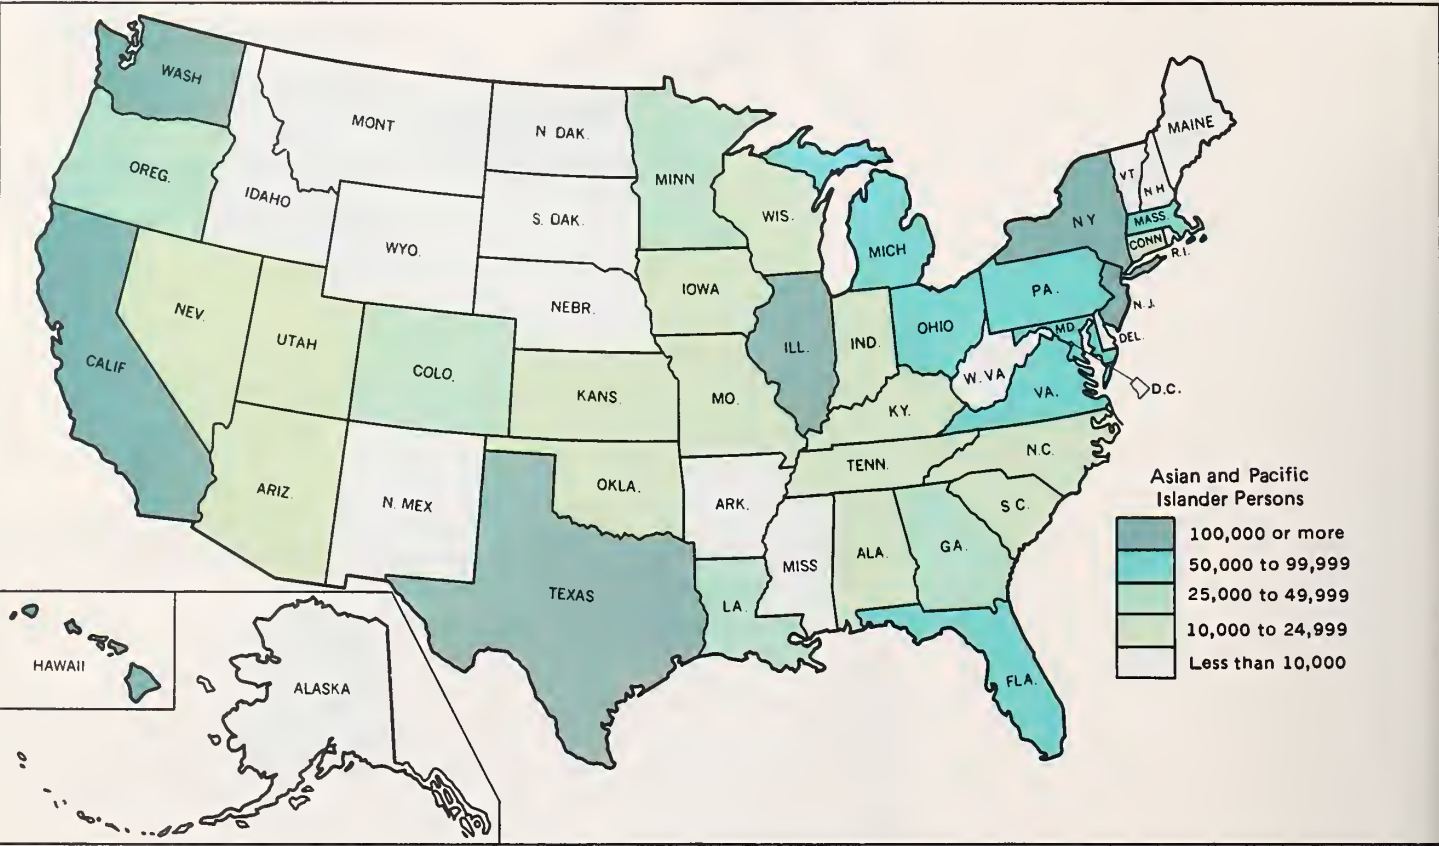 WASH
MONT
N DAK.
MINN
MAINE
OREG.
IDAHO
S. DAK.
WIS.
VT
N H
N Y
MASS.
WYO.
MICH
CONN
R.I.
NEBR.
IOWA
PA.
N.J.
NEV.
UTAH
ILL.
IND.
OHIO
MD.
DEL.
CALIF
COLO.
KANS.
MO.
W. VA
VA.
D.C.
KY.
ARIZ.
N. MEX
OKLA.
TENN.
N.C.
ARK.
S C.
TEXAS
MISS
ALA.
GA.
LA.
FLA.
HAWAII
ALASKA
Asian and Pacific
Islander Persons
100,000 or more
50,000 to 99,999
25,000 to 49,999
10,000 to 24,999
Less than 10,000